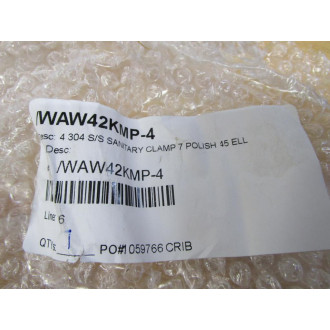 /WAW42KMP-4
Desc: 4 304 S/S SANITARY CLAMP 7 POLISH 45 ELL
Desc:
/WAW42KMP-4
Line 6
QTY: 1 PO#1059766 CRIB